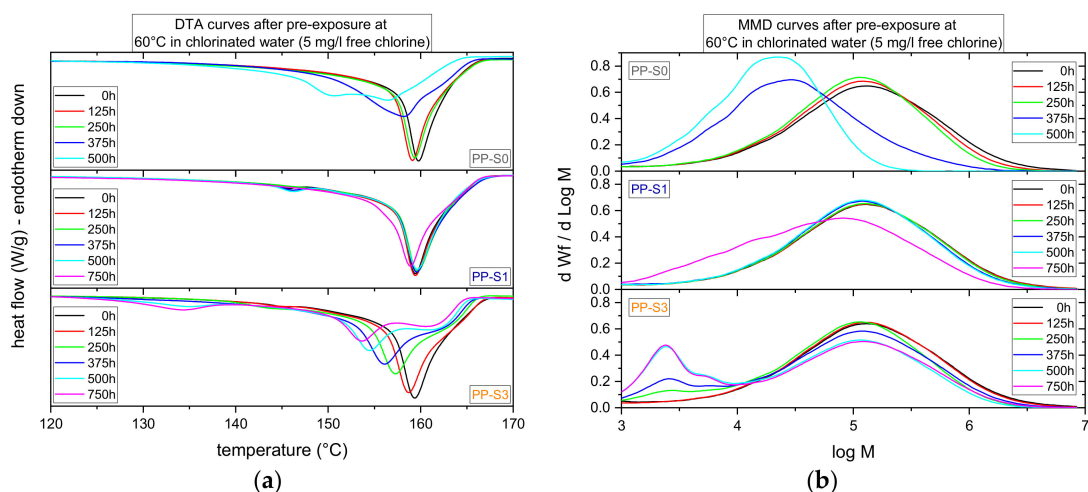 DTA curves after pre-exposure at
60°C in chlorinated water (5 mg/l free chlorine)
heat flow (W/g) - endotherm down
0h
125h
250h
375h
500h
PP-S0
0h
125h
250h
375h
500h
750h
PP-S1
0h
125h
250h
375h
500h
750h
PP-S3
120 130 140 150 160 170
temperature (°C)
(a)
MMD curves after pre-exposure at
60°C in chlorinated water (5 mg/l free chlorine)
d Wf / d Log M
PP-S0
0.8
0.6
0.4
0.2
0.0
0h
125h
250h
375h
500h
PP-S1
0.8
0.6
0.4
0.2
0.0
0h
125h
250h
375h
500h
750h
PP-S3
0.8
0.6
0.4
0.2
0.0
0h
125h
250h
375h
500h
750h
3 4 5 6 7
log M
(b)